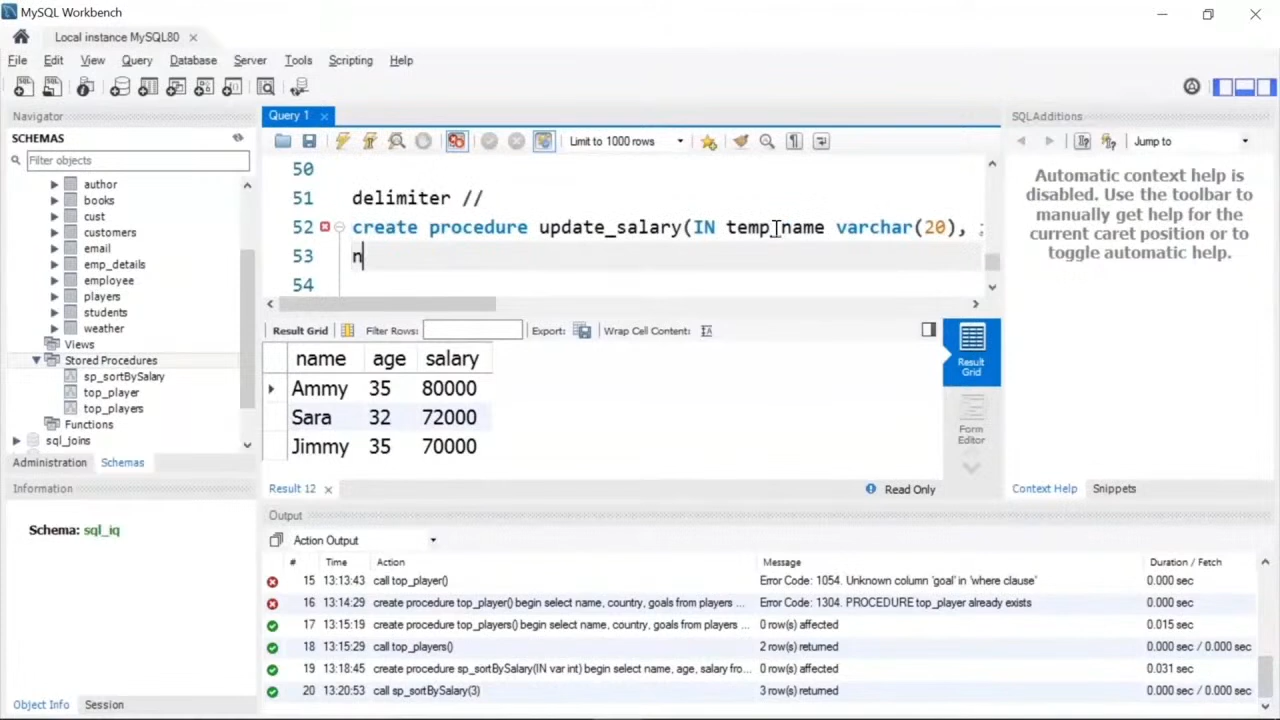 MySQL Workbench
Local instance MySQL80
File Edit View Query Database Server Tools Scripting Help
Navigator
SCHEMAS
Filter objects
author
books
cust
customers
email
emp_details
employee
players
students
weather
Views
Stored Procedures
sp_sortBySalary
top_player
top_players
Functions
sql_joins
Administration Schemas
Information
Schema: sql_iq
Object Info Session
Query 1
Limit to 1000 rows
50
51 delimiter //
52 create procedure update_salary(IN temp_name varchar(20),
53 n
54
Result Grid Filter Rows: Export: Wrap Cell Content:
name age salary
Ammy 35 80000
Sara 32 72000
Jimmy 35 70000
Result Grid
Form Editor
Result 12
Read Only
SQLAdditions
Jump to
Automatic context help is
disabled. Use the toolbar to
manually get help for the
current caret position or to
toggle automatic help.
Context Help Snippets
Output
Action Output
# Time Action Message Duration / Fetch
15 13:13:43 call top_player() Error Code: 1054. Unknown column 'goal' in 'where clause' 0.000 sec
16 13:14:29 create procedure top_player() begin select name, country, goals from players ... Error Code: 1304. PROCEDURE top_player already exists 0.000 sec
17 13:15:19 create procedure top_players() begin select name, country, goals from players ... 0 row(s) affected 0.015 sec
18 13:15:29 call top_players() 2 row(s) returned 0.000 sec / 0.000 sec
19 13:18:45 create procedure sp_sortBySalary(IN var int) begin select name, age, salary fro... 0 row(s) affected 0.031 sec
20 13:20:53 call sp_sortBySalary(3) 3 row(s) returned 0.000 sec / 0.000 sec